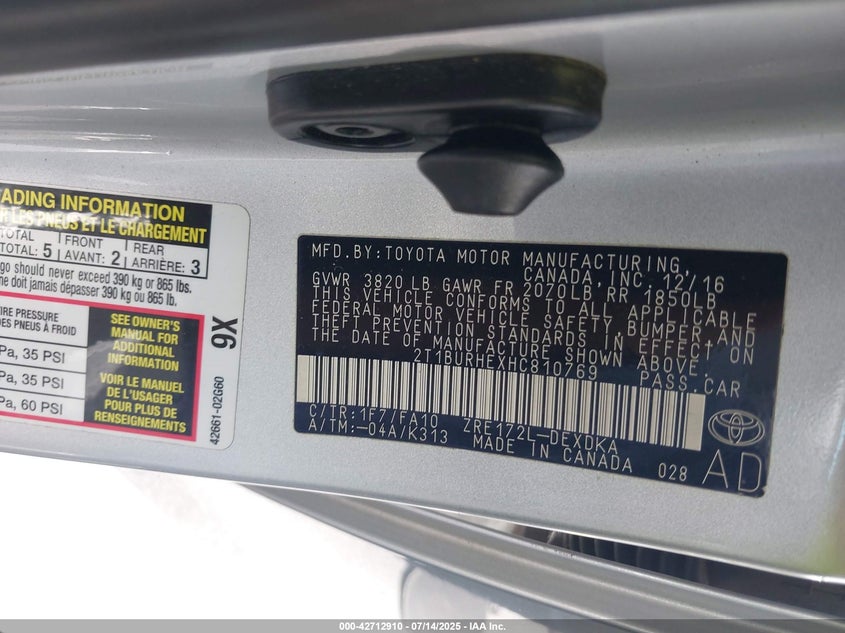 ADING INFORMATION
R LES PNEUS ET LE CHARGEMENT
TOTAL FRONT REAR
TOTAL: 5 AVANT: 2 ARRIÈRE: 3
go should never exceed 390 kg or 865 lbs.
ne doit jamais dépasser 390 kg ou 865 lb.
IRE PRESSURE
DES PNEUS À FROID
Pa, 35 PSI
Pa, 35 PSI
Pa, 60 PSI
SEE OWNER'S
MANUAL FOR
ADDITIONAL
INFORMATION
VOIR LE MANUEL
DE L'USAGER
POUR PLUS DE
RENSEIGNEMENTS
9X
42661-02G60
MFD.BY:TOYOTA MOTOR MANUFACTURING,
CANADA, INC. 12/16
GVWR 3820 LB GAWR FR 2070LB, RR 1850LB
THIS VEHICLE CONFORMS TO ALL APPLICABLE
FEDERAL MOTOR VEHICLE SAFETY, BUMPER, AND
THEFT PREVENTION STANDARDS IN EFFECT ON
THE DATE OF MANUFACTURE SHOWN ABOVE.
2T1BURHEXHC810769 PASS.CAR
C/TR:1F7/FA10 ZRE172L-DEXDKA
A/TM:-04A/K313 MADE IN CANADA 028
AD
000-42712910 - 07/14/2025 - IAA Inc.